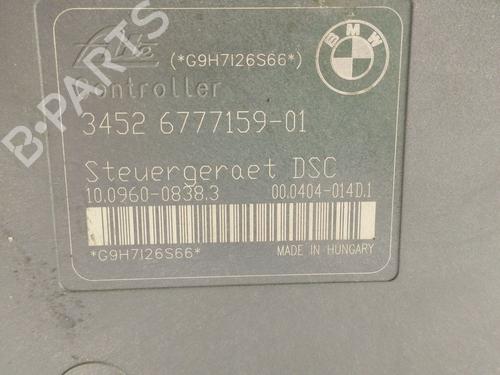 Ate (*G9H7I26S66*) BMW
Controller
3452 6777159-01
Steuergeraet DSC
10.0960-0838.3 00.0404-014D.1
*G9H7I26S66* MADE IN HUNGARY
B-PARTS